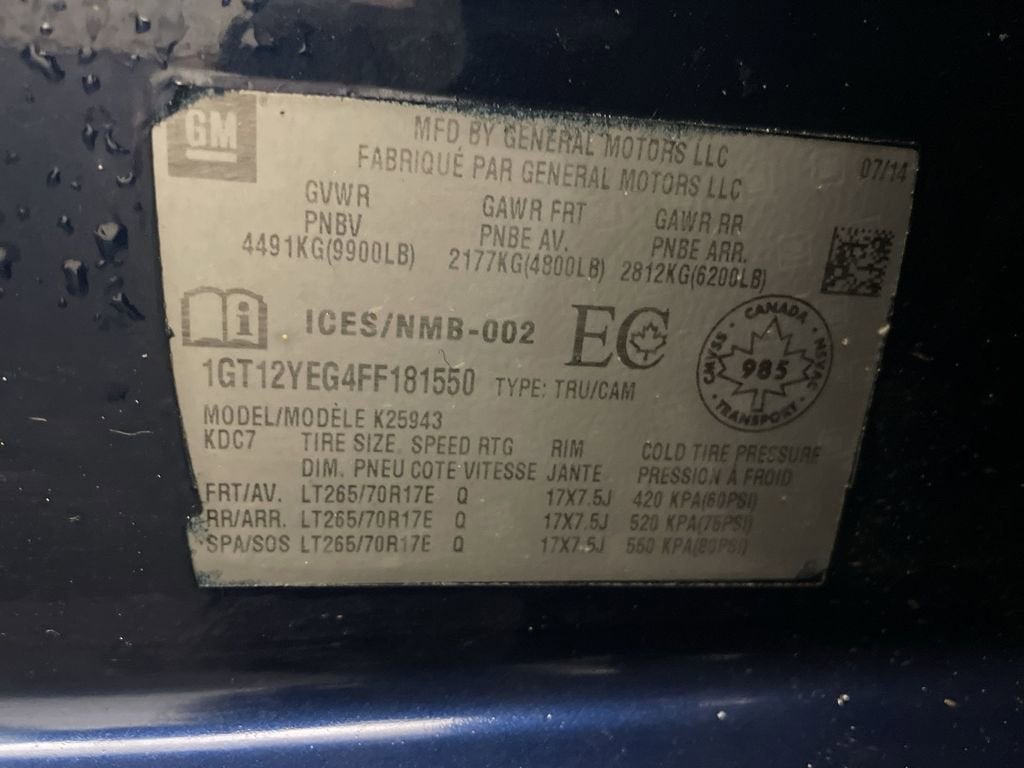 GM
MFD BY GENERAL MOTORS LLC
FABRIQUÉ PAR GENERAL MOTORS LLC
07/14
GVWR GAWR FRT GAWR RR
PNBV PNBE AV. PNBE ARR.
4491KG(9900LB) 2177KG(4800LB) 2812KG(6200LB)
ICES/NMB-002 EC
CANADA
CMVSS 985 NSVAC
TRANSPORT
1GT12YEG4FF181550 TYPE: TRU/CAM
MODEL/MODÈLE K25943
KDC7 TIRE SIZE SPEED RTG RIM COLD TIRE PRESSURE
DIM. PNEU COTE VITESSE JANTE PRESSION À FROID
FRT/AV. LT265/70R17E Q 17X7.5J 420 KPA(60PSI)
RR/ARR. LT265/70R17E Q 17X7.5J 520 KPA(75PSI)
SPA/SOS LT265/70R17E Q 17X7.5J 550 KPA(80PSI)